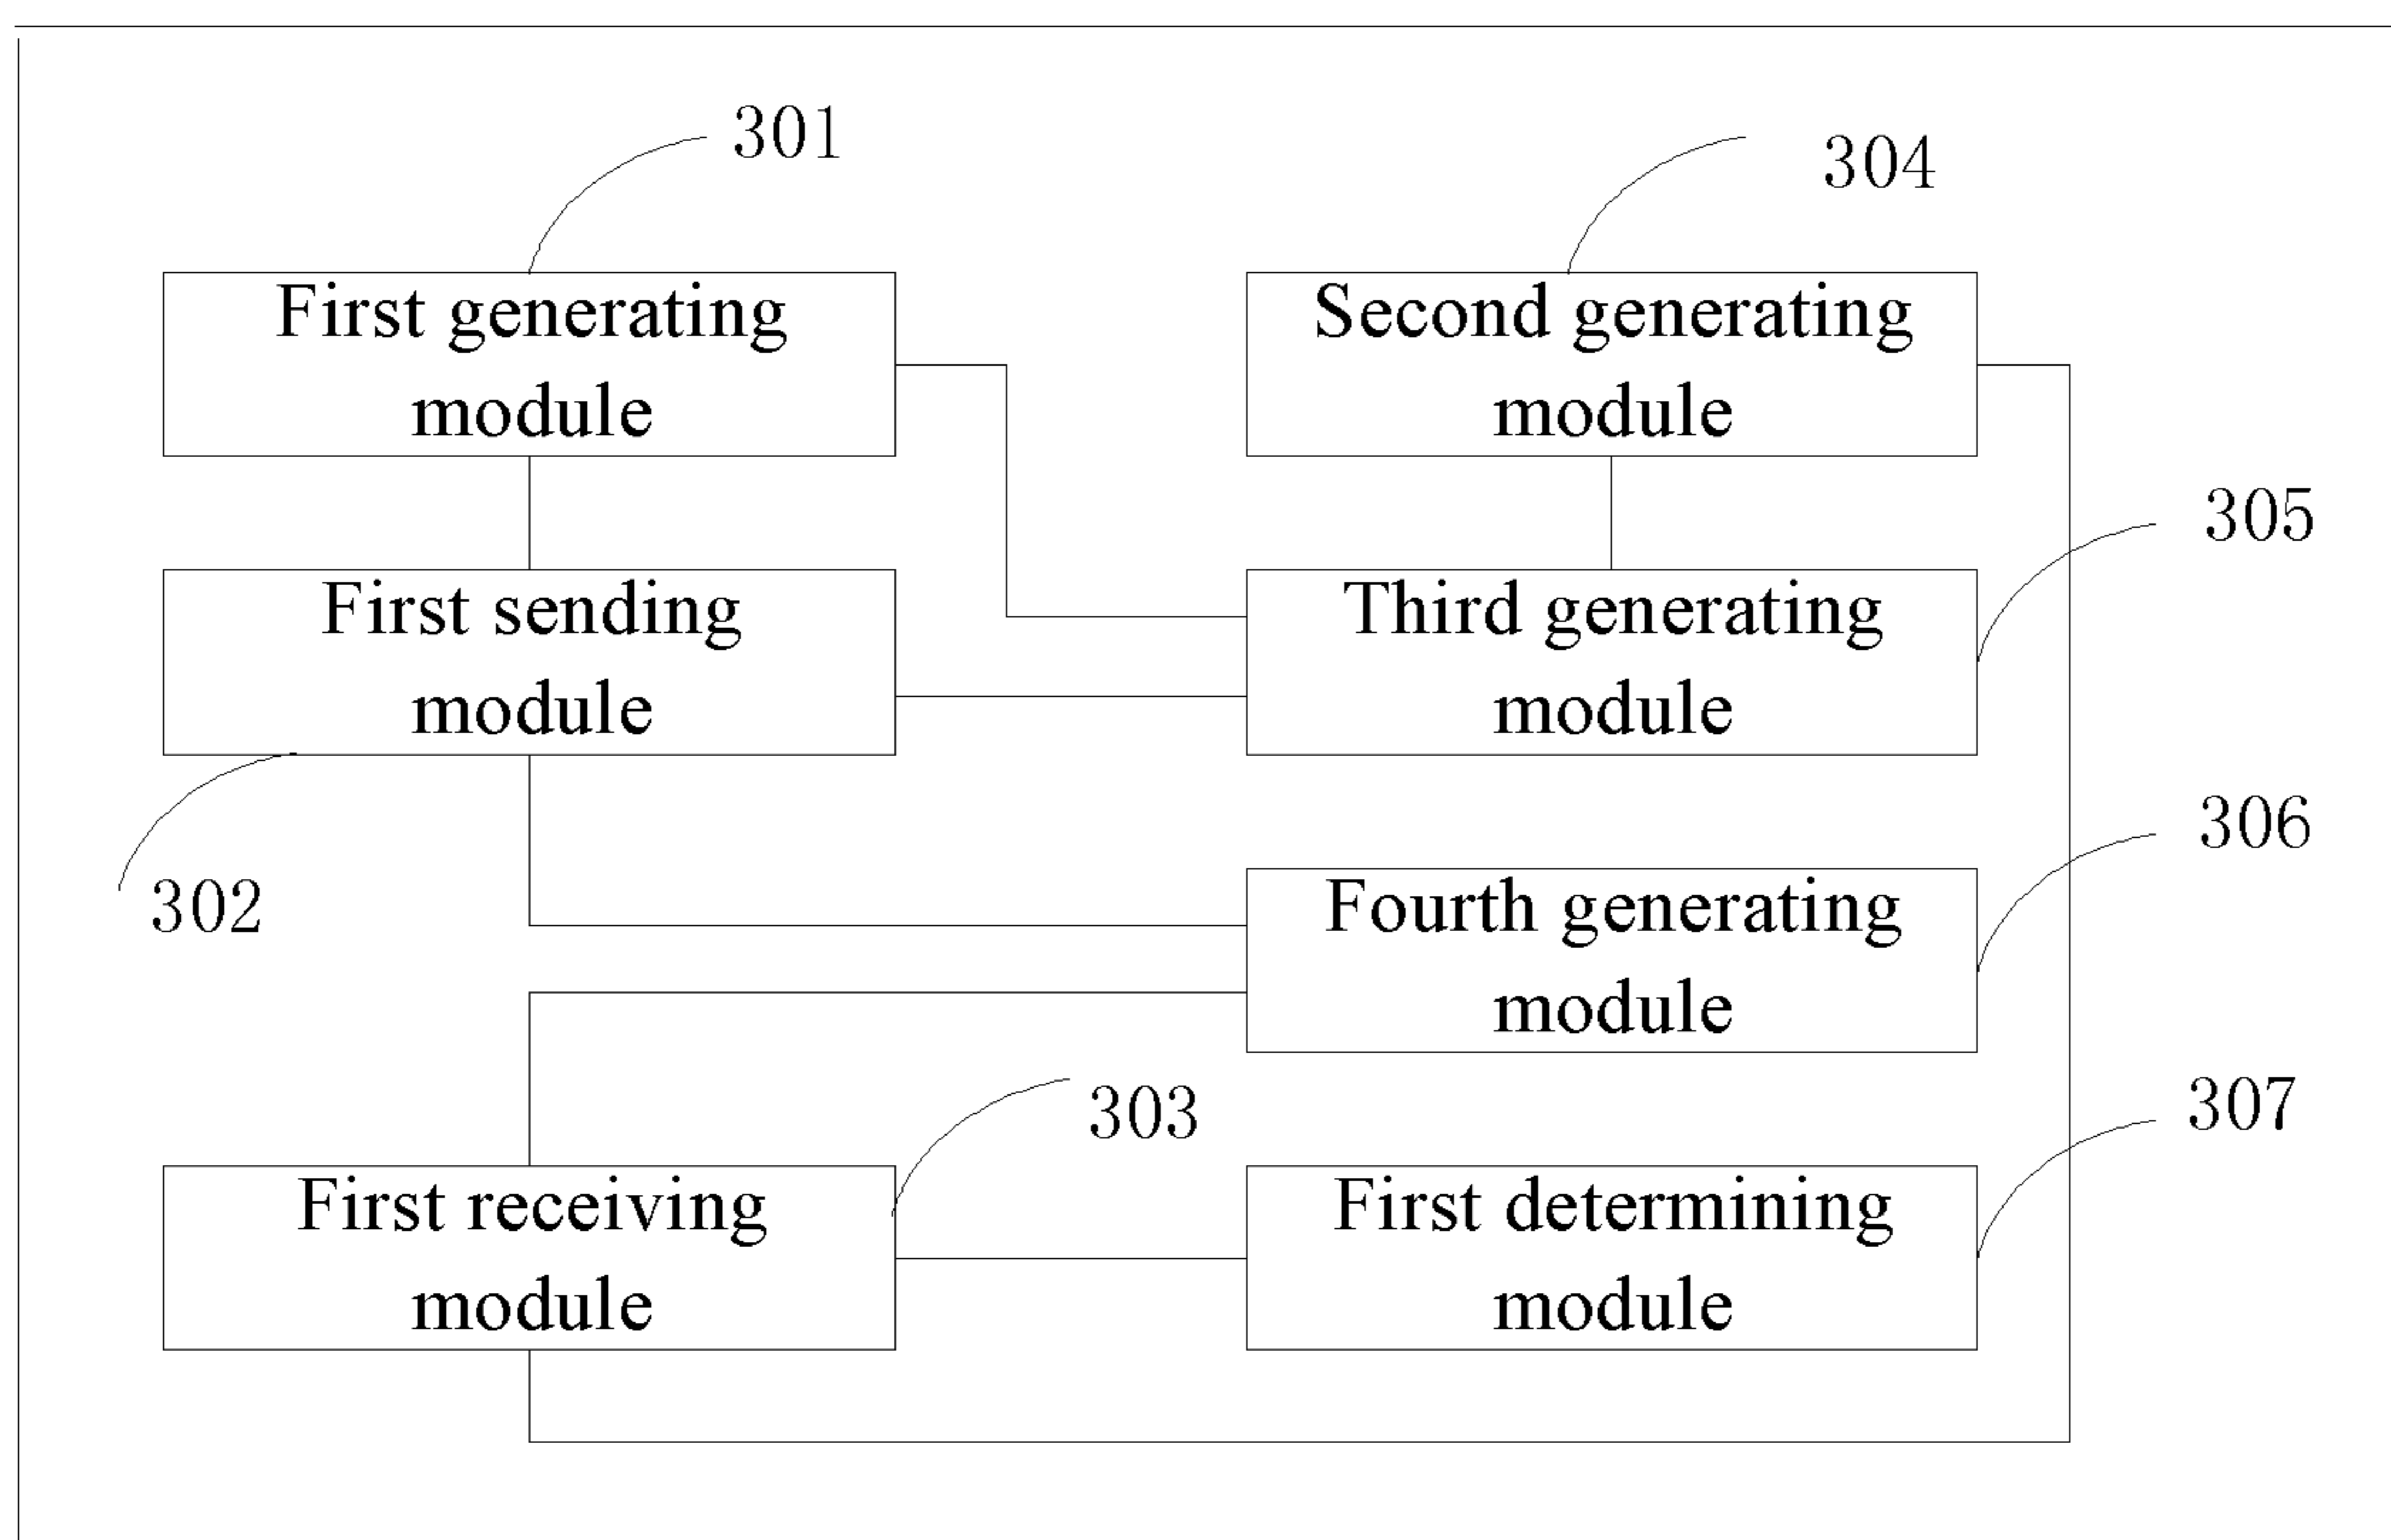 301
304
First generating
module
Second generating
module
305
First sending
module
Third generating
module
306
302
Fourth generating
module
303
307
First receiving
module
First determining
module